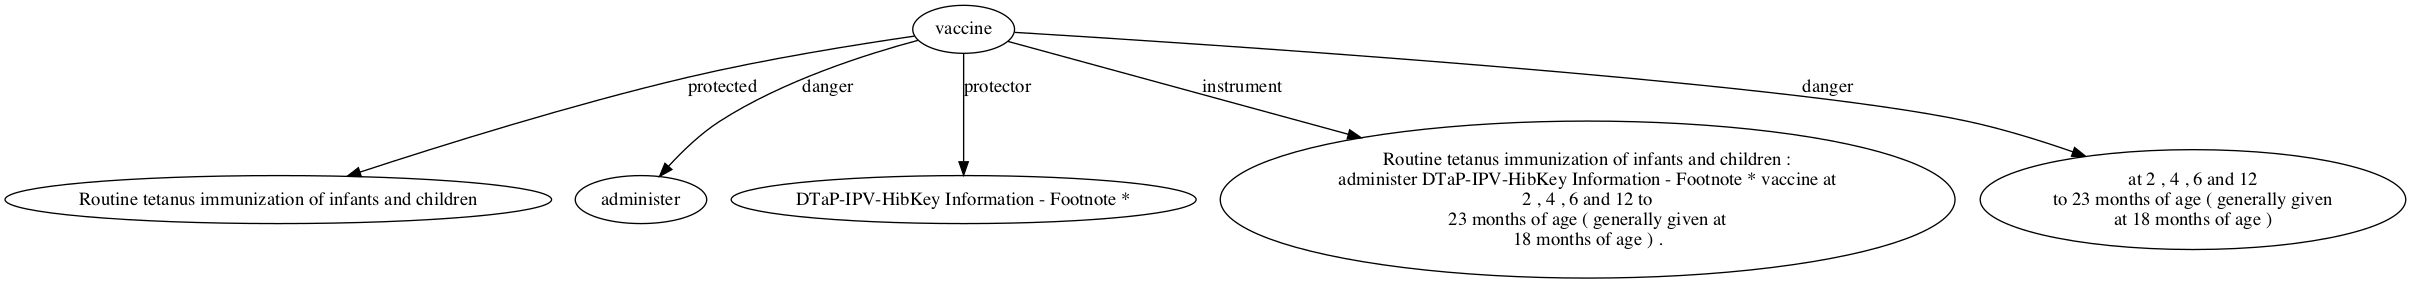 vaccine
protected
danger
protector
instrument
danger
Routine tetanus immunization of infants and children
administer
DTaP-IPV-HibKey Information - Footnote *
Routine tetanus immunization of infants and children :
administer DTaP-IPV-HibKey Information - Footnote * vaccine at
2 , 4 , 6 and 12 to
23 months of age ( generally given at
18 months of age ) .
at 2 , 4 , 6 and 12
to 23 months of age ( generally given
at 18 months of age )